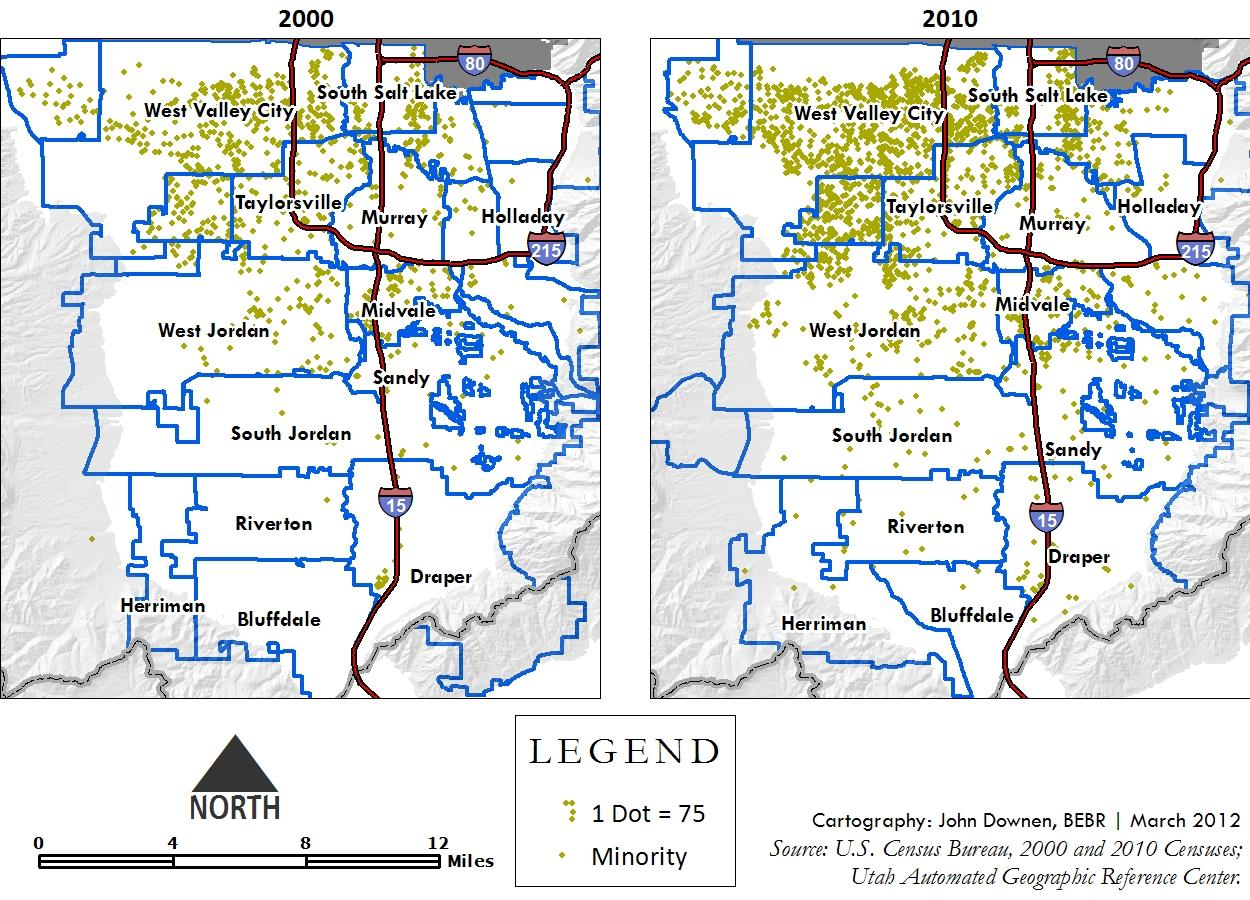 2000
80
South Salt Lake
West Valley City
Taylorsville
Murray
Holladay
215
Midvale
West Jordan
Sandy
South Jordan
15
Riverton
Draper
Herriman
Bluffdale
2010
80
South Salt Lake
West Valley City
Taylorsville
Murray
Holladay
215
Midvale
West Jordan
South Jordan
Sandy
15
Riverton
Draper
Bluffdale
Herriman
NORTH
0 4 8 12
Miles
LEGEND
1 Dot = 75
Minority
Cartography: John Downen, BEBR | March 2012
Source: U.S. Census Bureau, 2000 and 2010 Censuses;
Utah Automated Geographic Reference Center.